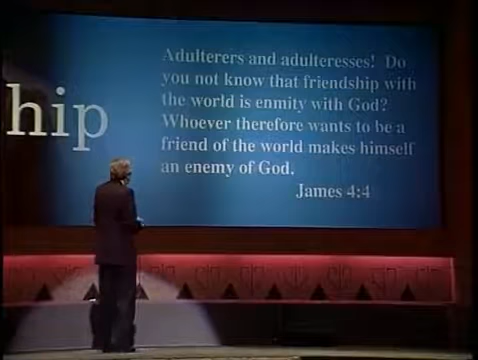 hip
Adulterers and adulteresses! Do
you not know that friendship with
the world is enmity with God?
Whoever therefore wants to be a
friend of the world makes himself
an enemy of God.
James 4:4